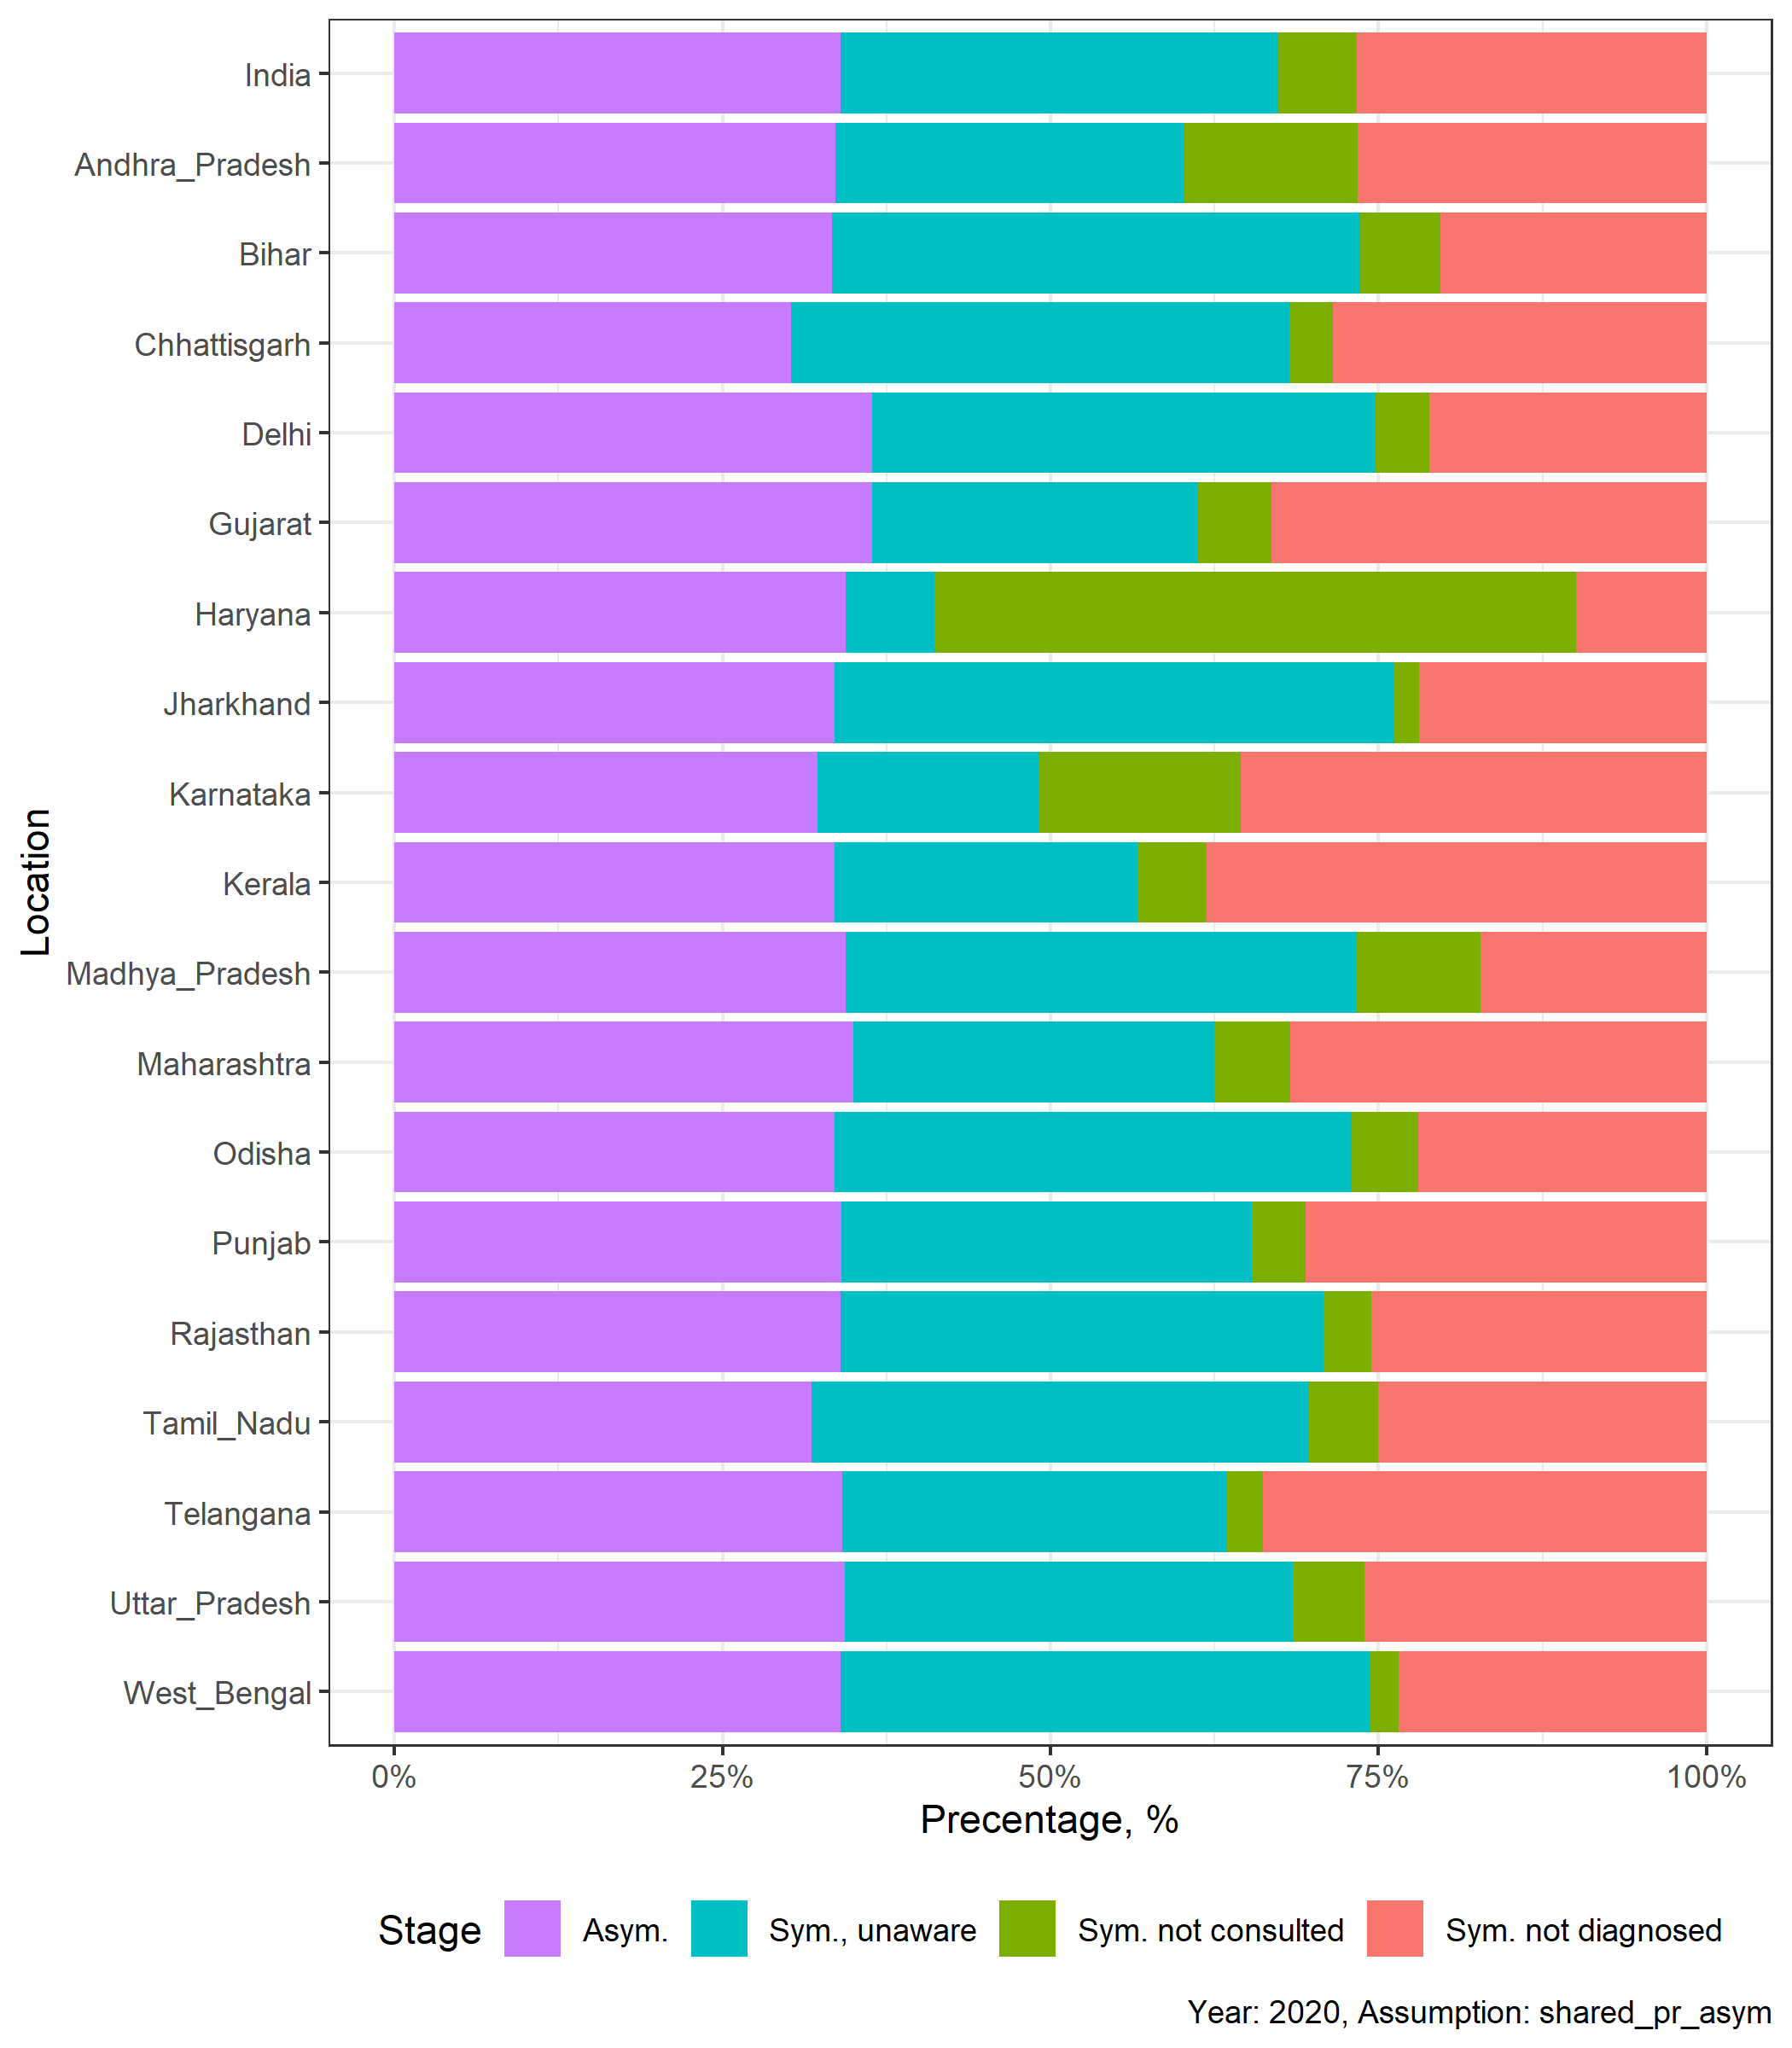 India
Andhra_Pradesh
Bihar
Chhattisgarh
Delhi
Gujarat
Haryana
Jharkhand
Karnataka
Kerala
Madhya_Pradesh
Maharashtra
Odisha
Punjab
Rajasthan
Tamil_Nadu
Telangana
Uttar_Pradesh
West_Bengal
Location
0% 25% 50% 75% 100%
Precentage, %
Stage Asym. Sym., unaware Sym. not consulted Sym. not diagnosed
Year: 2020, Assumption: shared_pr_asym